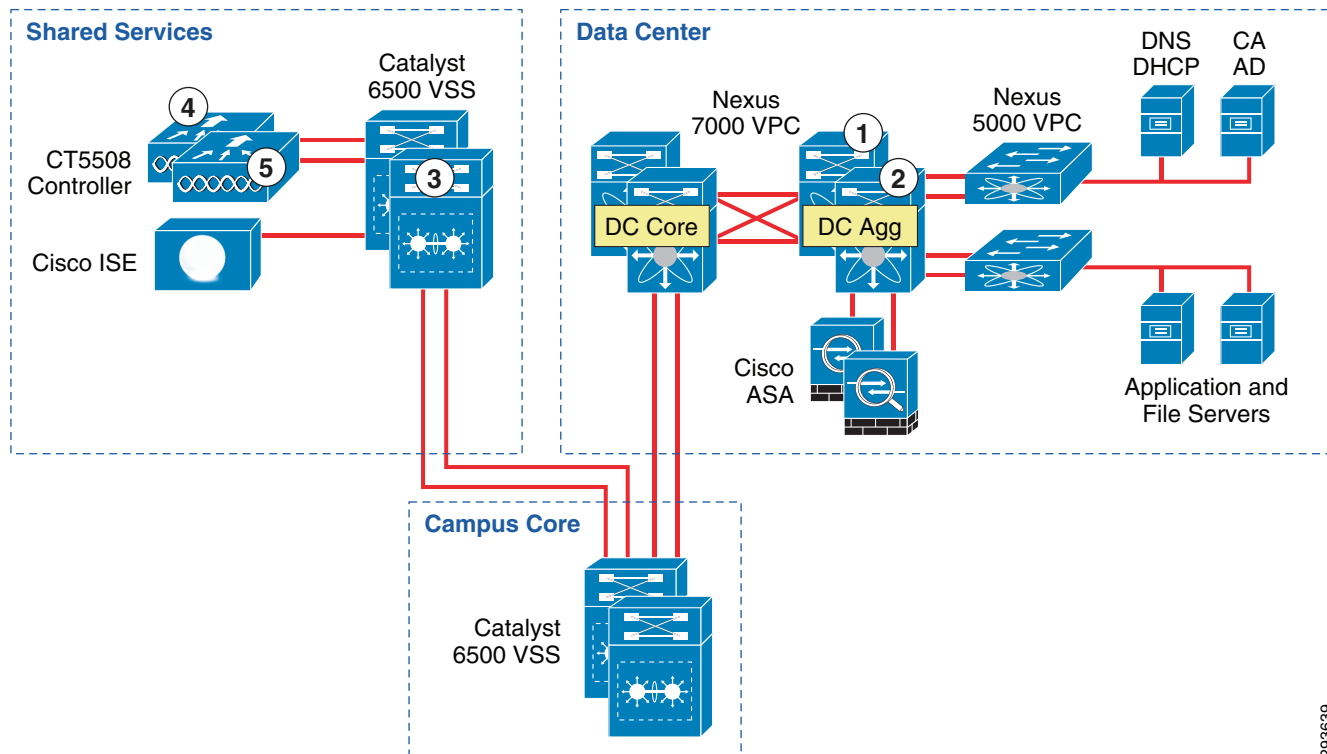 Shared Services
Catalyst
6500 VSS
4
CT5508
Controller
5
3
Cisco ISE
Data Center
DNS
DHCP
CA
AD
Nexus
7000 VPC
1
Nexus
5000 VPC
2
DC Core
DC Agg
Cisco
ASA
Application and
File Servers
Campus Core
Catalyst
6500 VSS
293639